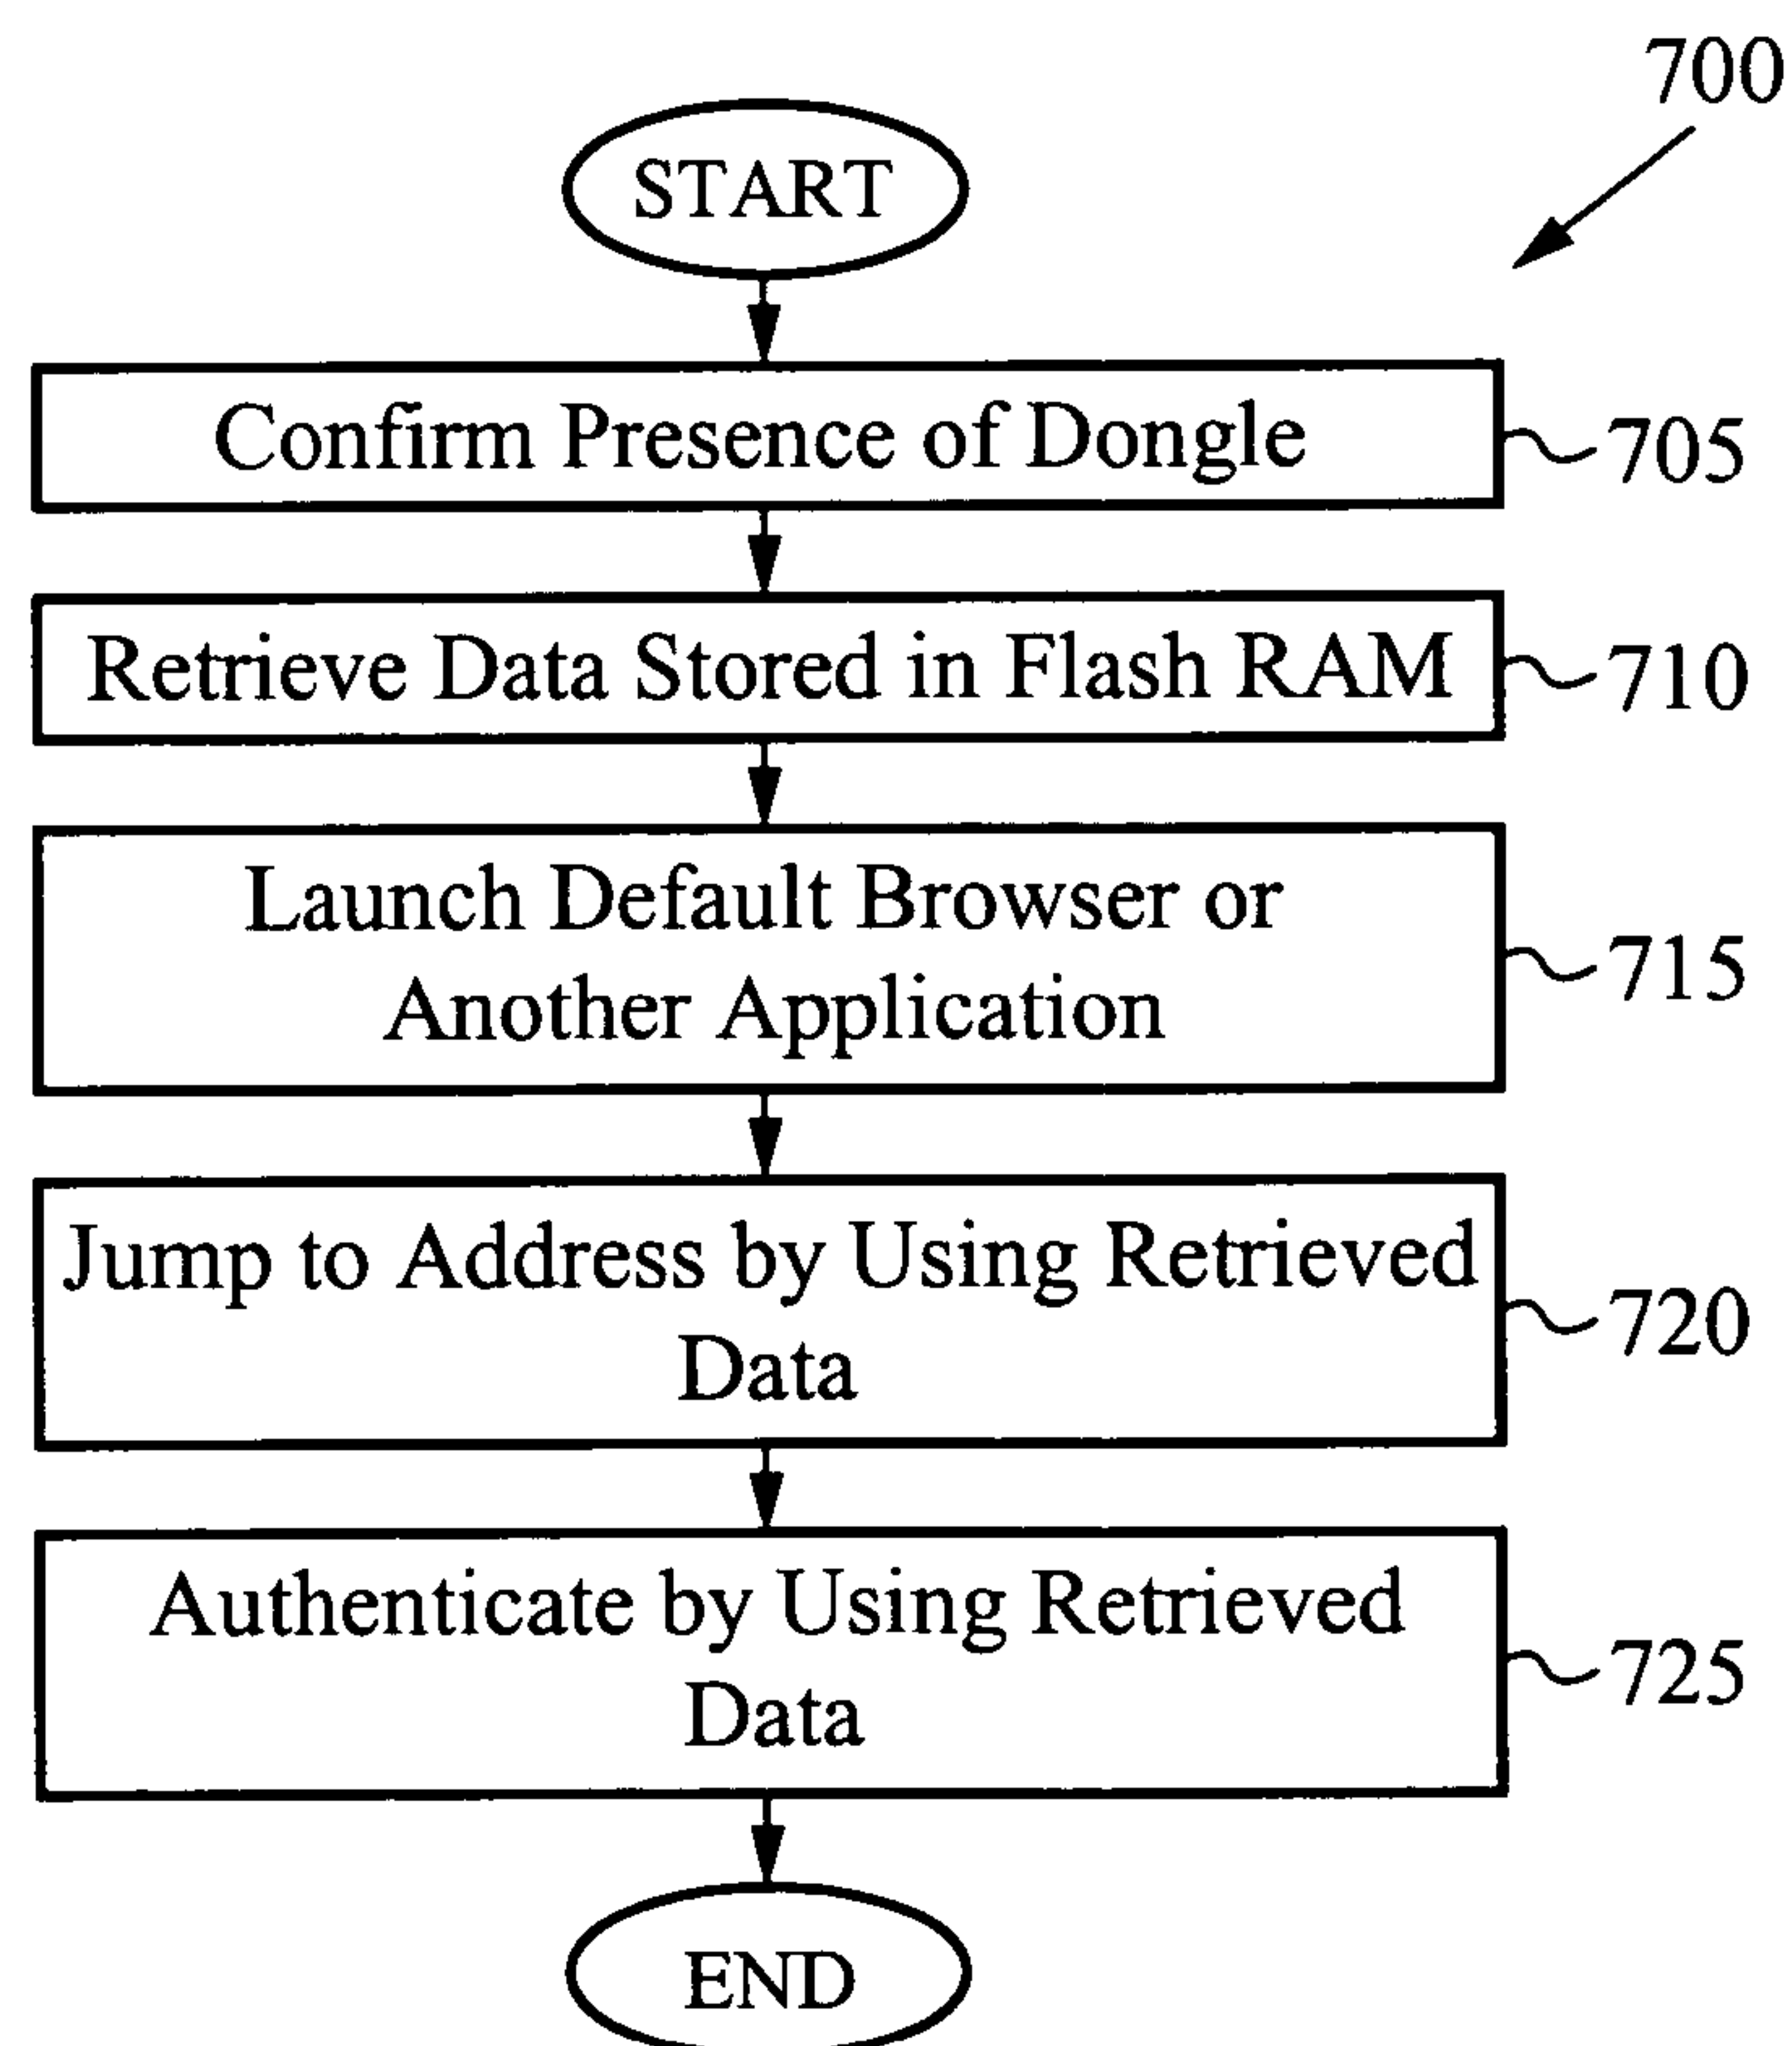 700
START
Confirm Presence of Dongle
705
Retrieve Data Stored in Flash RAM
710
Launch Default Browser or
Another Application
715
Jump to Address by Using Retrieved
Data
720
Authenticate by Using Retrieved
Data
725
END